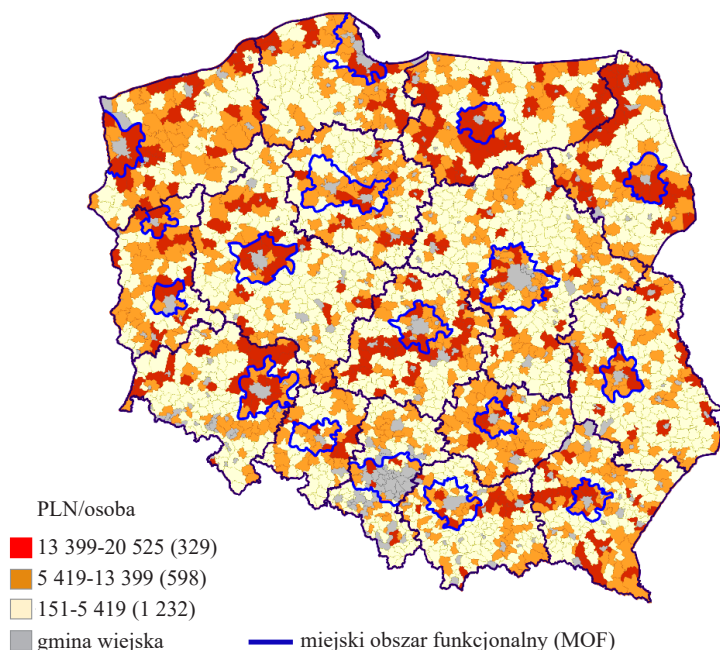 PLN/osoba
13 399-20 525 (329)
5 419-13 399 (598)
151-5 419 (1 232)
gmina wiejska
miejski obszar funkcjonalny (MOF)